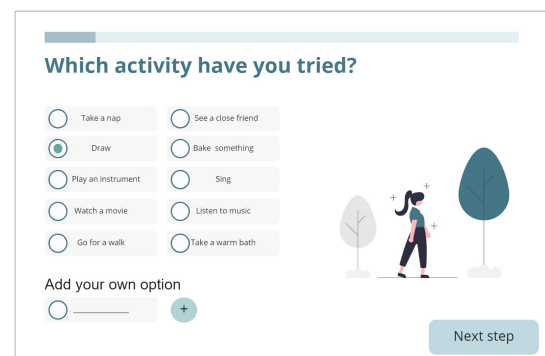 Which activity have you tried?
Take a nap
See a close friend
Draw
Bake something
Play an instrument
Sing
Watch a movie
Listen to music
Go for a walk
Take a warm bath
Add your own option
+
Next step